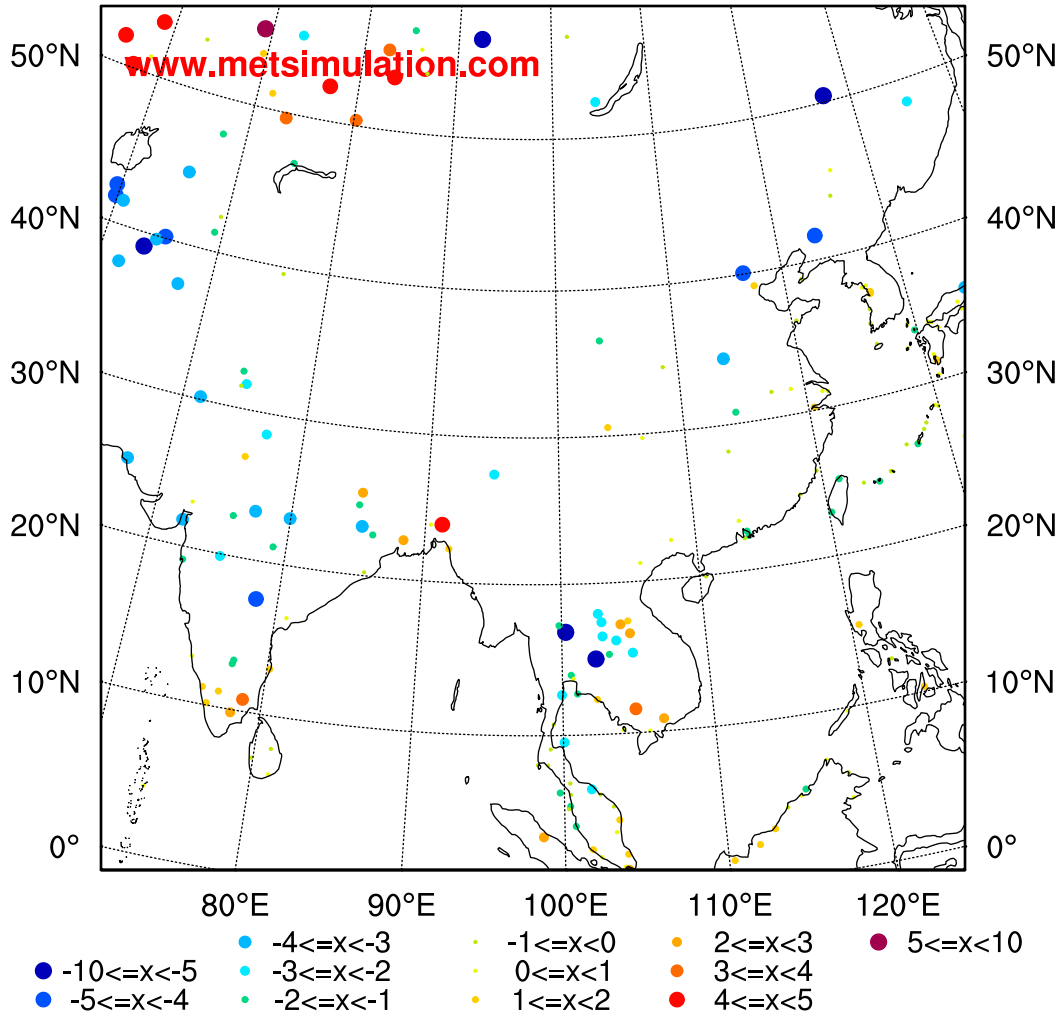 50°N 50°N
www.metsimulation.com
40°N 40°N
30°N 30°N
20°N 20°N
10°N 10°N
0° 0°
80°E 90°E 100°E 110°E 120°E
-4<=x<-3 -1<=x<0 2<=x<3 5<=x<10
-10<=x<-5 -3<=x<-2 0<=x<1 3<=x<4
-5<=x<-4 -2<=x<-1 1<=x<2 4<=x<5